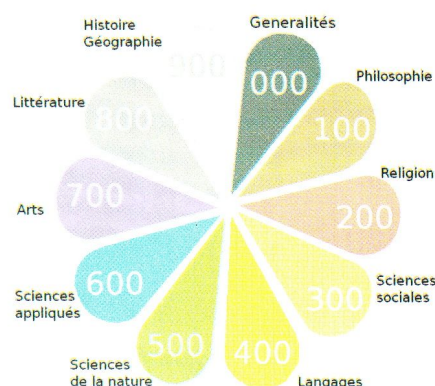 Generalités
000
Philosophie
100
Religion
200
Sciences
sociales
300
Langages
400
Sciences
de la nature
500
Sciences
appliqués
600
Arts
700
Littérature
800
Histoire
Géographie
900